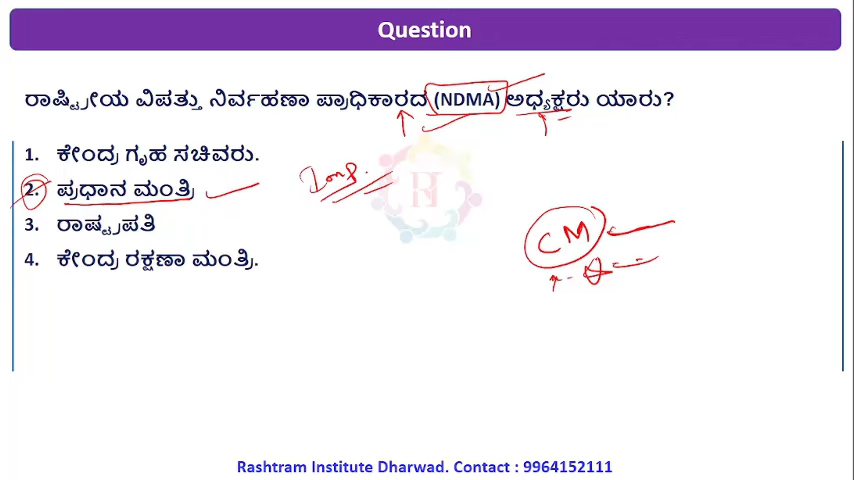 Question
ರಾಷ್ಟ್ರೀಯ ವಿಪತ್ತು ನಿರ್ವಹಣಾ ಪ್ರಾಧಿಕಾರದ (NDMA) ಅಧ್ಯಕ್ಷರು ಯಾರು?
1. ಕೇಂದ್ರ ಗೃಹ ಸಚಿವರು.
2. ಪ್ರಧಾನ ಮಂತ್ರಿ
Imp.
3. ರಾಷ್ಟ್ರಪತಿ
CM
4. ಕೇಂದ್ರ ರಕ್ಷಣಾ ಮಂತ್ರಿ.
Rashtram Institute Dharwad. Contact : 9964152111